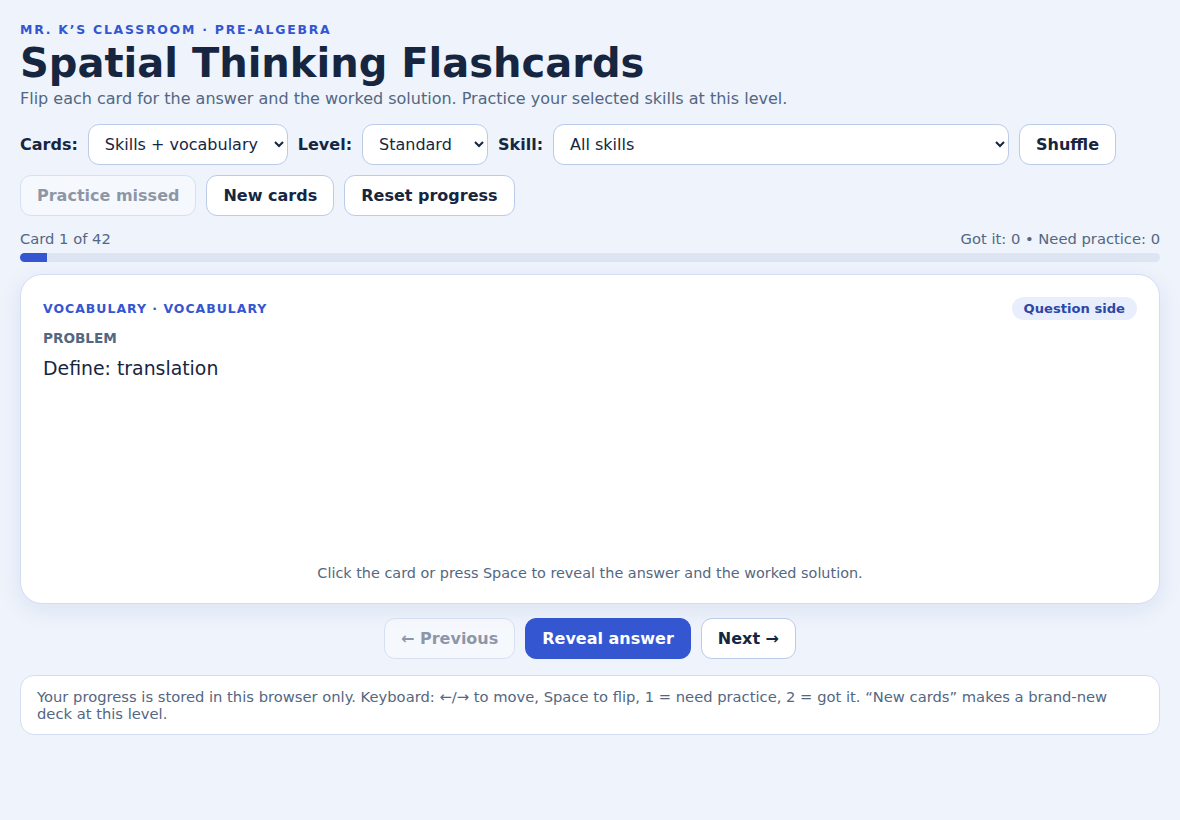 MR. K’S CLASSROOM · PRE-ALGEBRA
Spatial Thinking Flashcards
Flip each card for the answer and the worked solution. Practice your selected skills at this level.
Cards: Skills + vocabulary Level: Standard Skill: All skills Shuffle
Practice missed New cards Reset progress
Card 1 of 42 Got it: 0 • Need practice: 0
VOCABULARY · VOCABULARY Question side
PROBLEM
Define: translation
Click the card or press Space to reveal the answer and the worked solution.
← Previous Reveal answer Next →
Your progress is stored in this browser only. Keyboard: ←/→ to move, Space to flip, 1 = need practice, 2 = got it. “New cards” makes a brand-new
deck at this level.